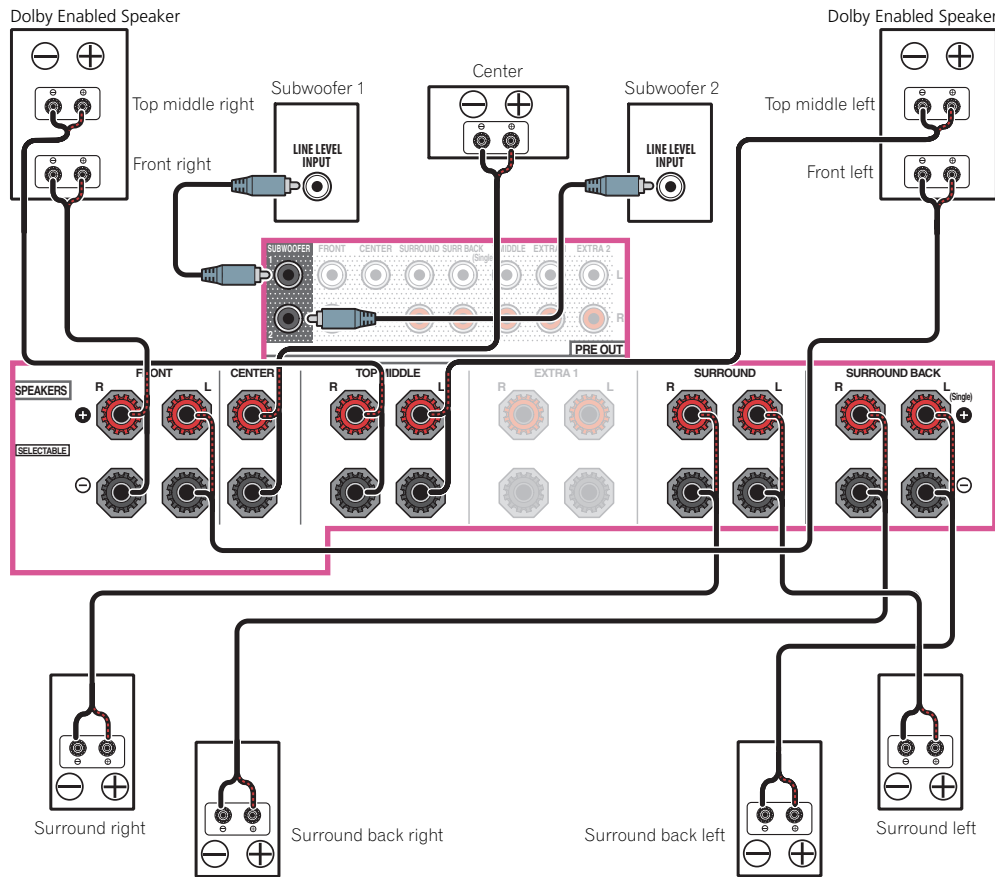 Dolby Enabled Speaker
Dolby Enabled Speaker
Top middle right
Front right
Subwoofer 1
LINE LEVEL
INPUT
Center
Subwoofer 2
LINE LEVEL
INPUT
Top middle left
Front left
SUBWOOFER FRONT CENTER SURROUND SURR BACK EXTRA 2
(Single)
1
L
2
R
PRE OUT
SPEAKERS
SELECTABLE
FRONT CENTER TOP MIDDLE EXTRA 1 SURROUND SURROUND BACK
R L R L R L R L R L
(Single)
Surround right
Surround back right
Surround back left
Surround left